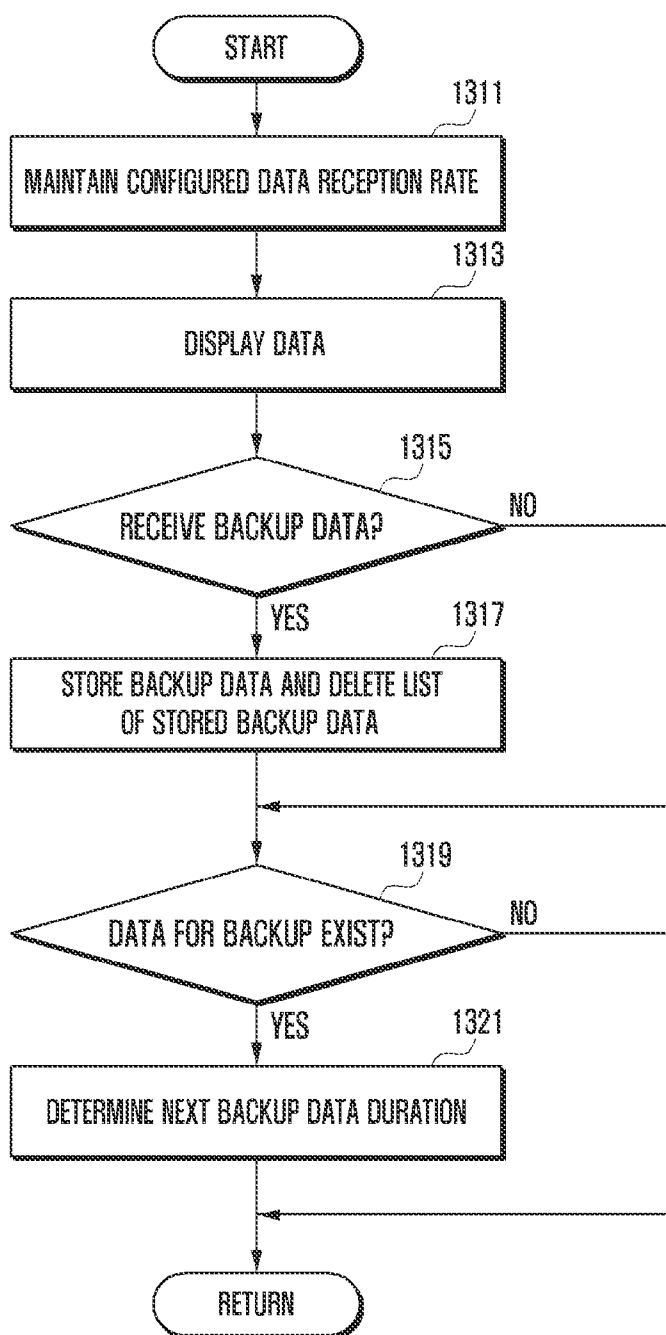 START
1311
MAINTAIN CONFIGURED DATA RECEPTION RATE
1313
DISPLAY DATA
1315
RECEIVE BACKUP DATA?
NO
YES
1317
STORE BACKUP DATA AND DELETE LIST
OF STORED BACKUP DATA
1319
DATA FOR BACKUP EXIST?
NO
YES
1321
DETERMINE NEXT BACKUP DATA DURATION
RETURN